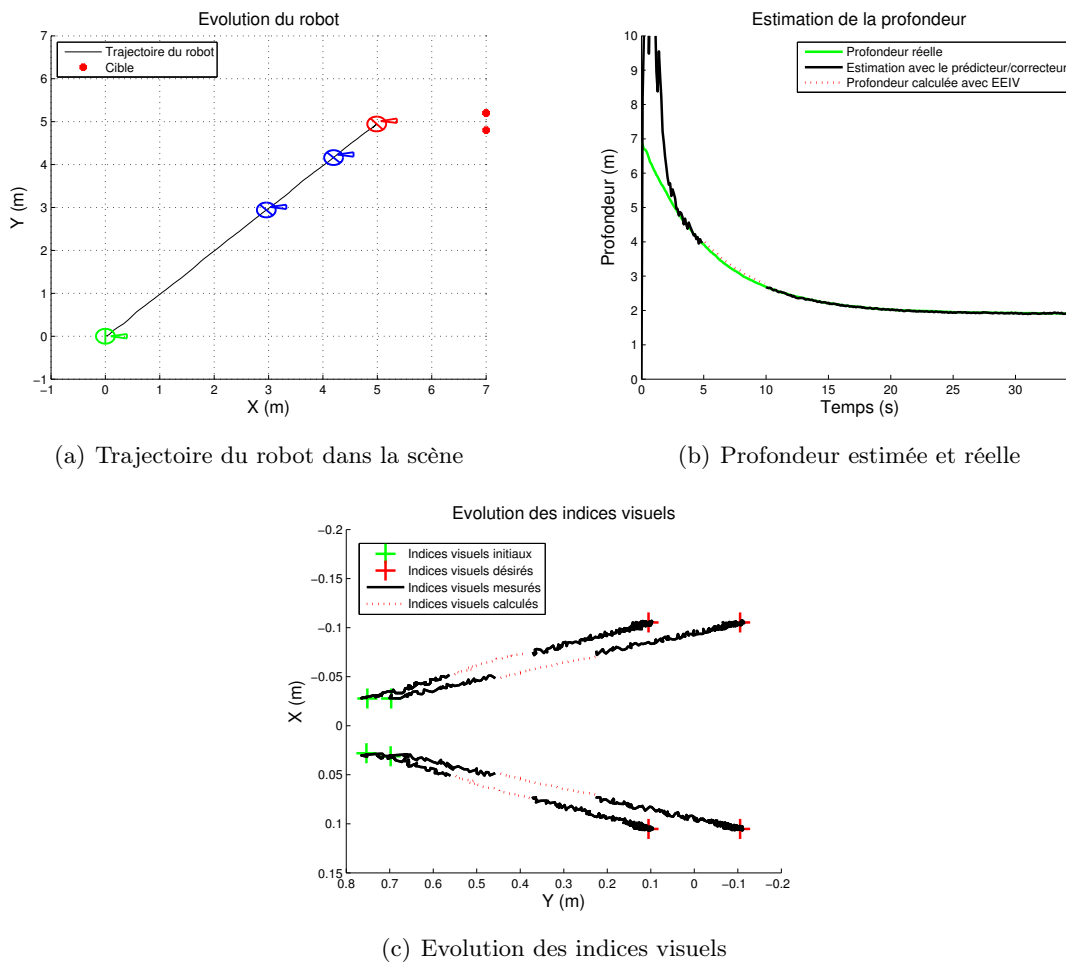 Evolution du robot
Trajectoire du robot
Cible
7
6
5
4
3
2
1
0
−1
−1 0 1 2 3 4 5 6 7
Y (m)
X (m)
(a) Trajectoire du robot dans la scène
Estimation de la profondeur
Profondeur réelle
Estimation avec le prédicteur/correcteur
Profondeur calculée avec EEIV
10
9
8
7
6
5
4
3
2
1
0
0 5 10 15 20 25 30
Profondeur (m)
Temps (s)
(b) Profondeur estimée et réelle
Evolution des indices visuels
Indices visuels initiaux
Indices visuels désirés
Indices visuels mesurés
Indices visuels calculés
−0.2
−0.15
−0.1
−0.05
0
0.05
0.1
0.15
0.8 0.7 0.6 0.5 0.4 0.3 0.2 0.1 0 −0.1 −0.2
X (m)
Y (m)
(c) Evolution des indices visuels